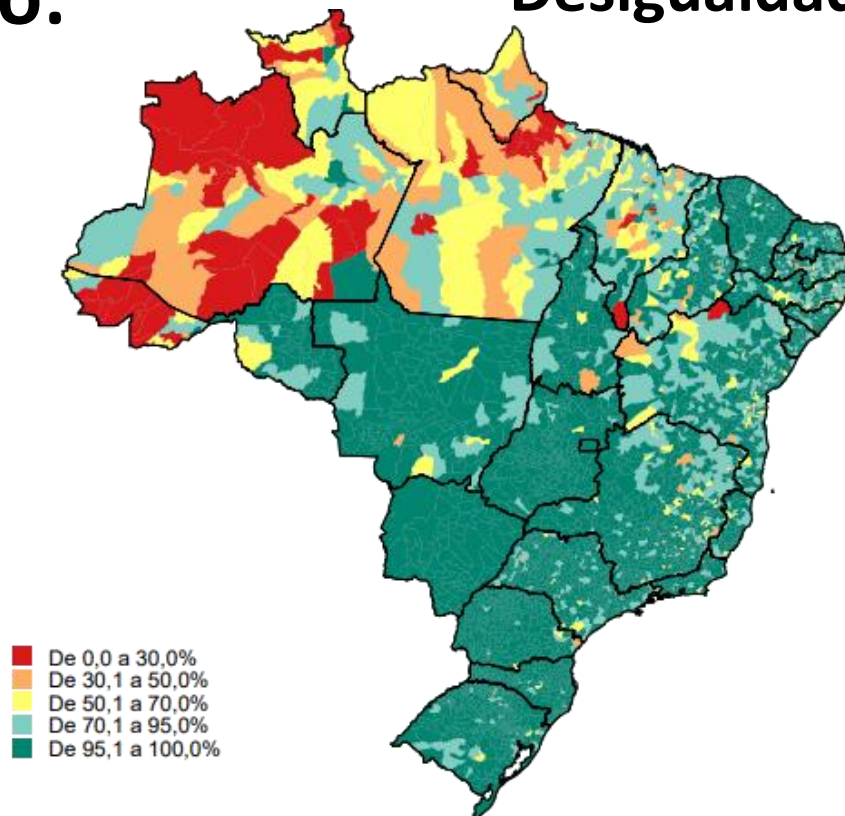 Desigualdad
De 0,0 a 30,0%
De 30,1 a 50,0%
De 50,1 a 70,0%
De 70,1 a 95,0%
De 95,1 a 100,0%